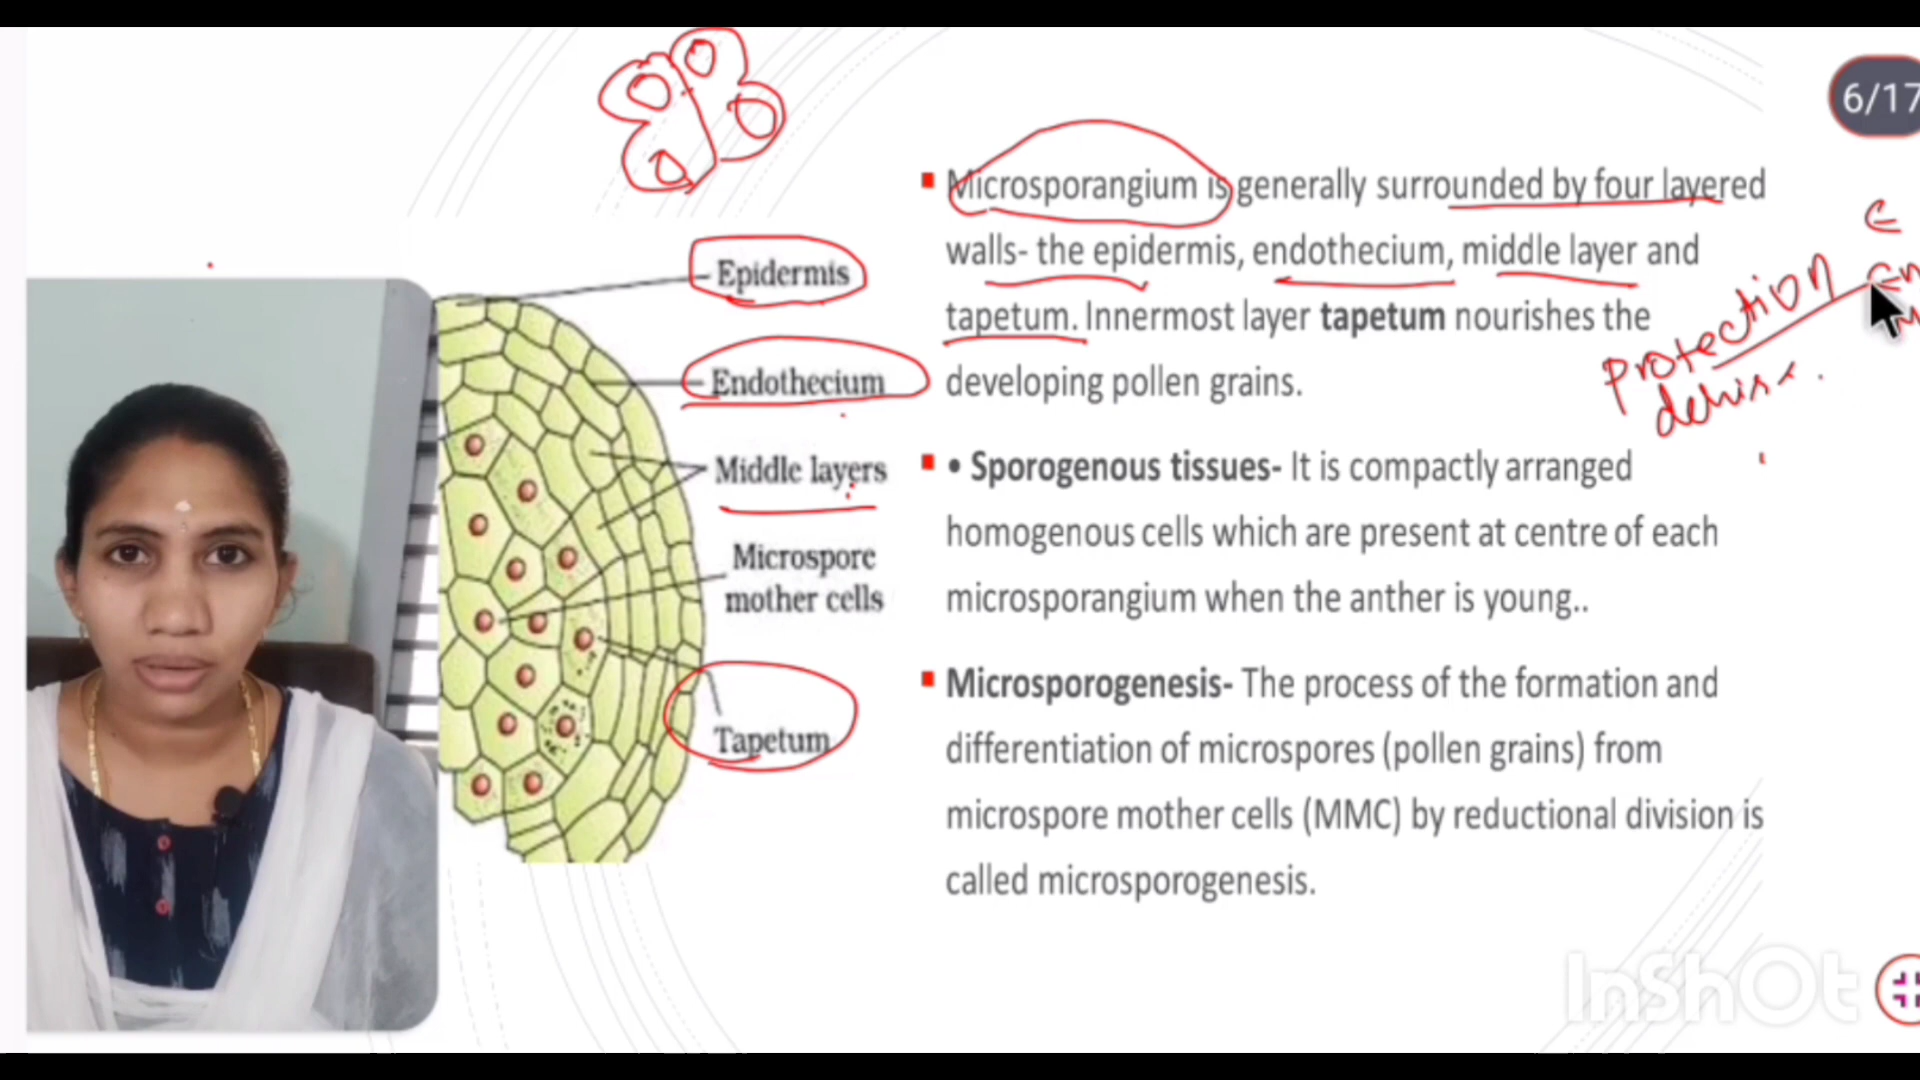 6/17
Microsporangium is generally surrounded by four layered
walls- the epidermis, endothecium, middle layer and
tapetum. Innermost layer tapetum nourishes the
developing pollen grains.
• Sporogenous tissues- It is compactly arranged
homogenous cells which are present at centre of each
microsporangium when the anther is young..
Microsporogenesis- The process of the formation and
differentiation of microspores (pollen grains) from
microspore mother cells (MMC) by reductional division is
called microsporogenesis.
Epidermis
Endothecium
Middle layers
Microspore
mother cells
Tapetum
E
En
M
Protection
InShOt